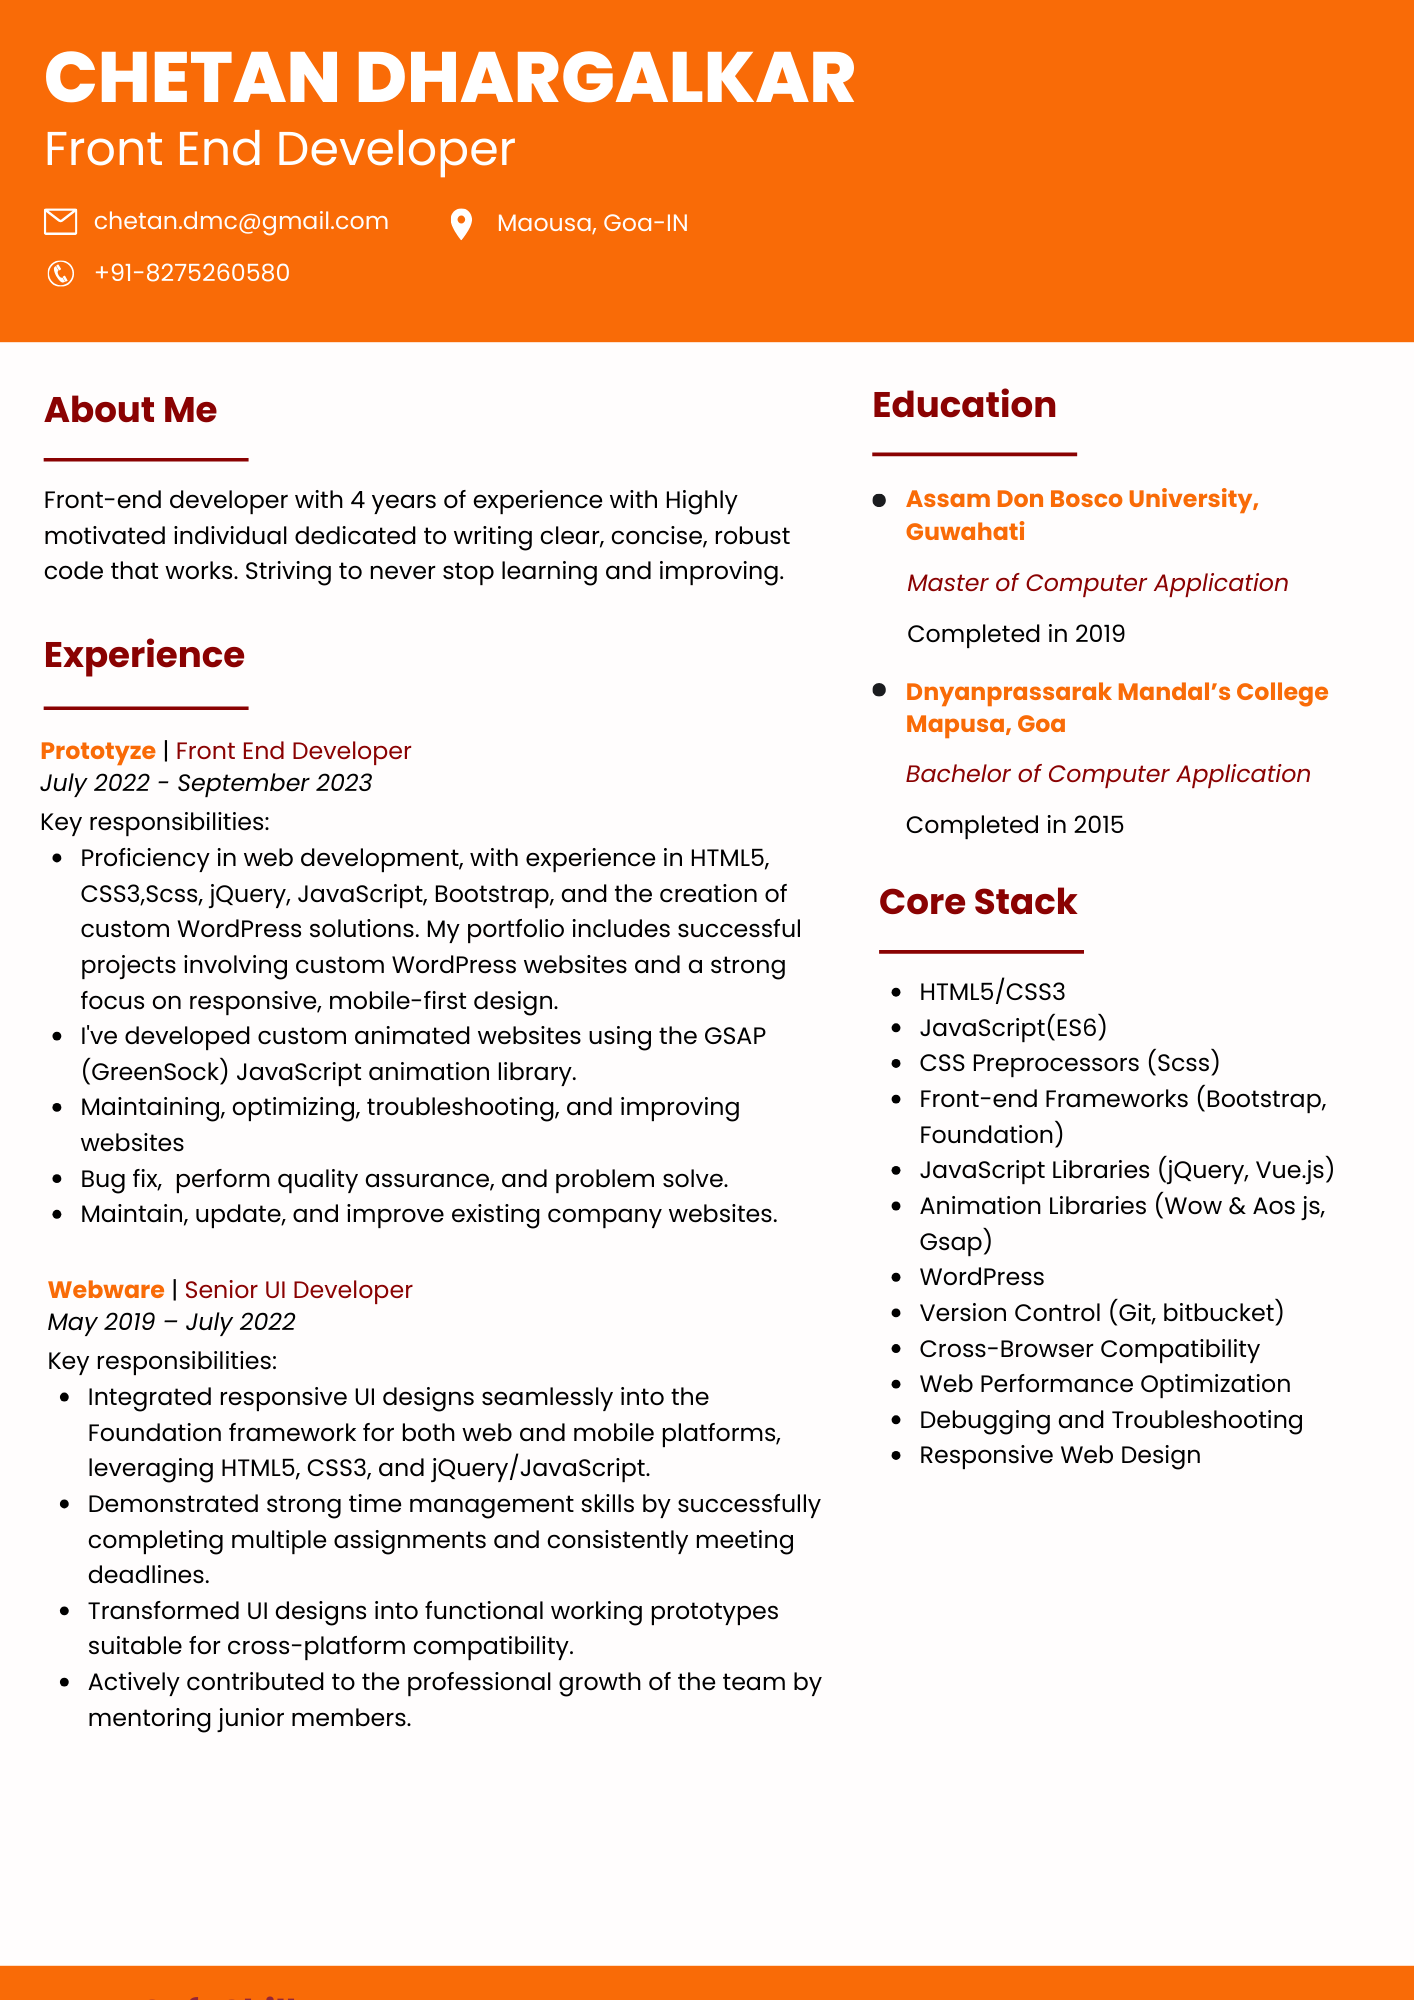 CHETAN DHARGALKAR
Front End Developer
chetan.dmc@gmail.com
Maousa, Goa-IN
+91-8275260580
About Me
Front-end developer with 4 years of experience with Highly
motivated individual dedicated to writing clear, concise, robust
code that works. Striving to never stop learning and improving.
Experience
Prototyze | Front End Developer
July 2022 - September 2023
Key responsibilities:
• Proficiency in web development, with experience in HTML5,
CSS3,Scss, jQuery, JavaScript, Bootstrap, and the creation of
custom WordPress solutions. My portfolio includes successful
projects involving custom WordPress websites and a strong
focus on responsive, mobile-first design.
• I've developed custom animated websites using the GSAP
(GreenSock) JavaScript animation library.
• Maintaining, optimizing, troubleshooting, and improving
websites
• Bug fix,  perform quality assurance, and problem solve.
• Maintain, update, and improve existing company websites.
Webware | Senior UI Developer
May 2019 – July 2022
Key responsibilities:
• Integrated responsive UI designs seamlessly into the
Foundation framework for both web and mobile platforms,
leveraging HTML5, CSS3, and jQuery/JavaScript.
• Demonstrated strong time management skills by successfully
completing multiple assignments and consistently meeting
deadlines.
• Transformed UI designs into functional working prototypes
suitable for cross-platform compatibility.
• Actively contributed to the professional growth of the team by
mentoring junior members.
Education
• Assam Don Bosco University,
Guwahati
Master of Computer Application
Completed in 2019
• Dnyanprassarak Mandal’s College
Mapusa, Goa
Bachelor of Computer Application
Completed in 2015
Core Stack
• HTML5/CSS3
• JavaScript(ES6)
• CSS Preprocessors (Scss)
• Front-end Frameworks (Bootstrap,
Foundation)
• JavaScript Libraries (jQuery, Vue.js)
• Animation Libraries (Wow & Aos js,
Gsap)
• WordPress
• Version Control (Git, bitbucket)
• Cross-Browser Compatibility
• Web Performance Optimization
• Debugging and Troubleshooting
• Responsive Web Design